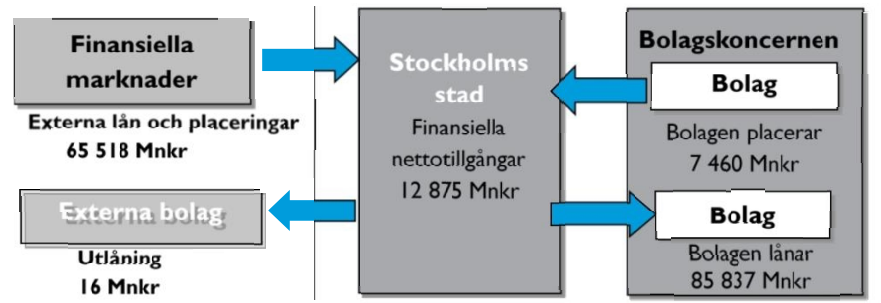 Finansiella
marknader
Externa lån och placeringar
65 518 Mnkr
Externa bolag
Utlåning
16 Mnkr
Stockholms
stad
Finansiella
nettotillgångar
12 875 Mnkr
Bolagskoncernen
Bolag
Bolagen placerar
7 460 Mnkr
Bolag
Bolagen lånar
85 837 Mnkr